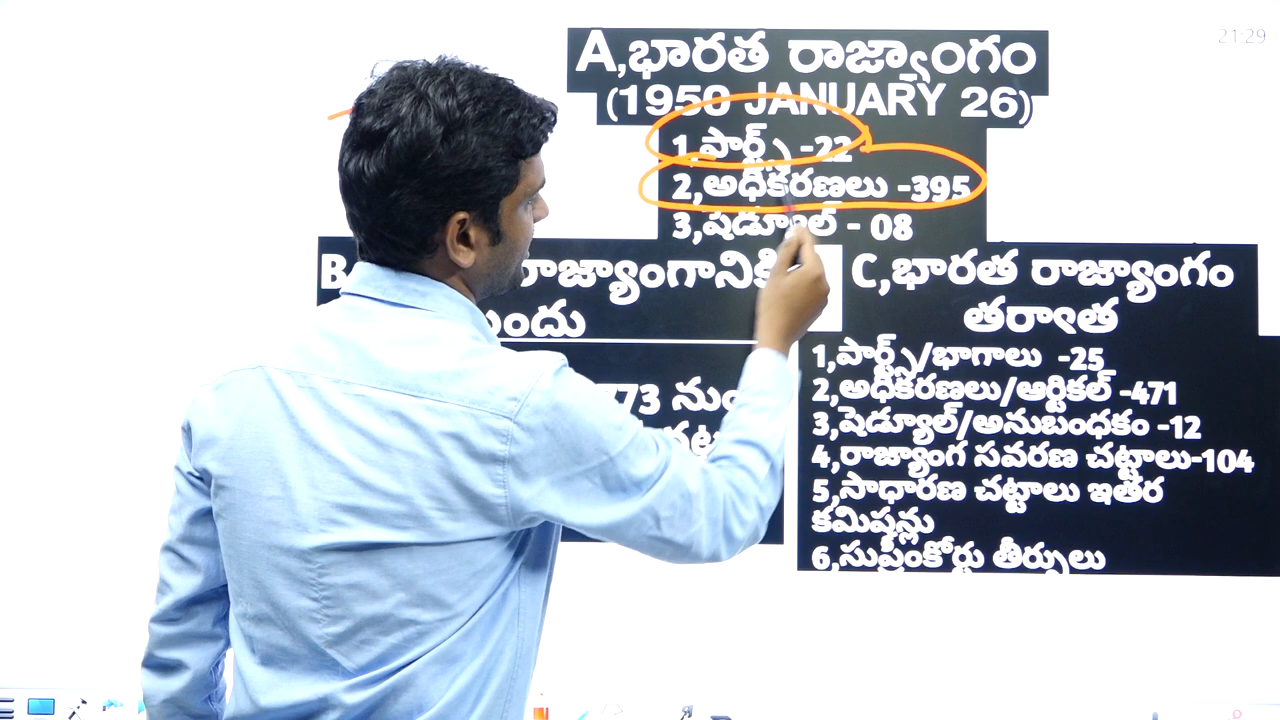 21:29
A,భారత రాజ్యాంగం
(1950 JANUARY 26)
1,పార్ట్స్ -22
2,అధికరణలు -395
3,షెడ్యూల్ - 08
B
రాజ్యాంగానికి
ముందు
73 నుం
C,భారత రాజ్యాంగం
తర్వాత
1,పార్ట్స్/భాగాలు -25
2,అధికరణలు/ఆర్టికల్ -471
3,షెడ్యూల్/అనుబంధకం -12
4,రాజ్యాంగ సవరణ చట్టాలు-104
5,సాధారణ చట్టాలు ఇతర
కమిషన్లు
6,సుప్రీంకోర్టు తీర్పులు